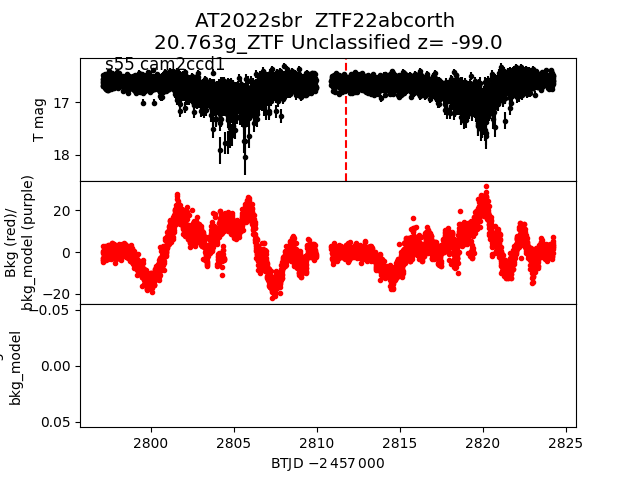 AT2022sbr  ZTF22abcorth
20.763g_ZTF Unclassified z= -99.0
s55 cam2ccd1
T mag
17
18
Bkg (red)/
bkg_model (purple)
20
0
−20
bkg_model
−0.05
0.00
0.05
2800 2805 2810 2815 2820 2825
BTJD −2 457 000